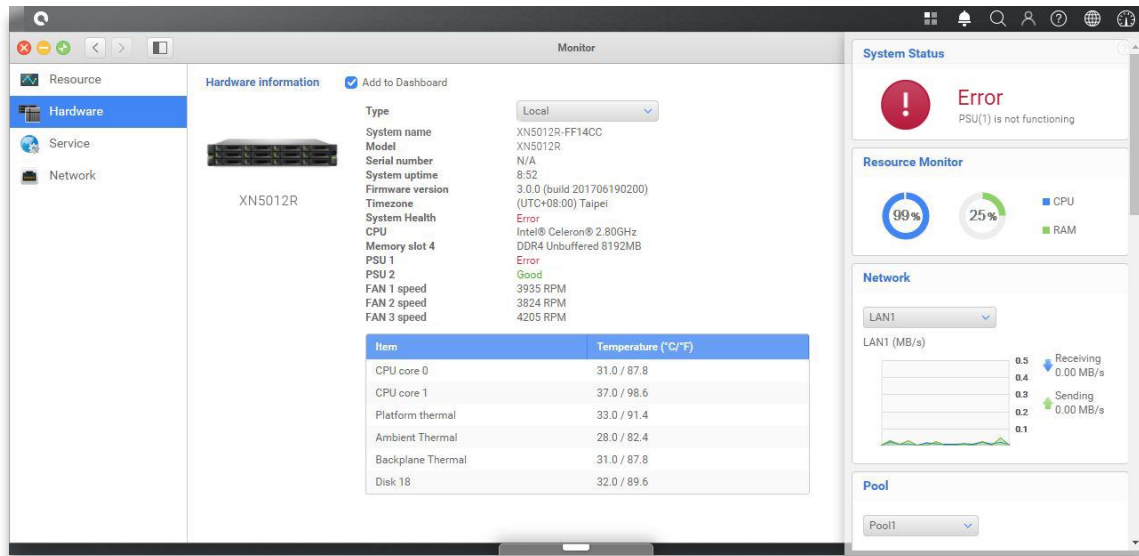 Monitor
Resource
Hardware
Service
Network
Hardware information
Add to Dashboard
XN5012R
Type Local
System name XN5012R-FF14CC
Model XN5012R
Serial number N/A
System uptime 8:52
Firmware version 3.0.0 (build 201706190200)
Timezone (UTC+08:00) Taipei
System Health Error
CPU Intel® Celeron® 2.80GHz
Memory slot 4 DDR4 Unbuffered 8192MB
PSU 1 Error
PSU 2 Good
FAN 1 speed 3935 RPM
FAN 2 speed 3824 RPM
FAN 3 speed 4205 RPM
Item Temperature (°C/°F)
CPU core 0 31.0 / 87.8
CPU core 1 37.0 / 98.6
Platform thermal 33.0 / 91.4
Ambient Thermal 28.0 / 82.4
Backplane Thermal 31.0 / 87.8
Disk 18 32.0 / 89.6
System Status
Error
PSU(1) is not functioning
Resource Monitor
99%
25%
CPU
RAM
Network
LAN1
LAN1 (MB/s)
0.5
0.4
0.3
0.2
0.1
Receiving
0.00 MB/s
Sending
0.00 MB/s
Pool
Pool1